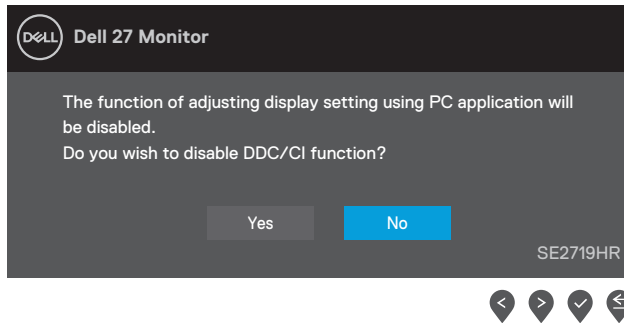 DELL Dell 27 Monitor
The function of adjusting display setting using PC application will
be disabled.
Do you wish to disable DDC/CI function?
Yes No
SE2719HR